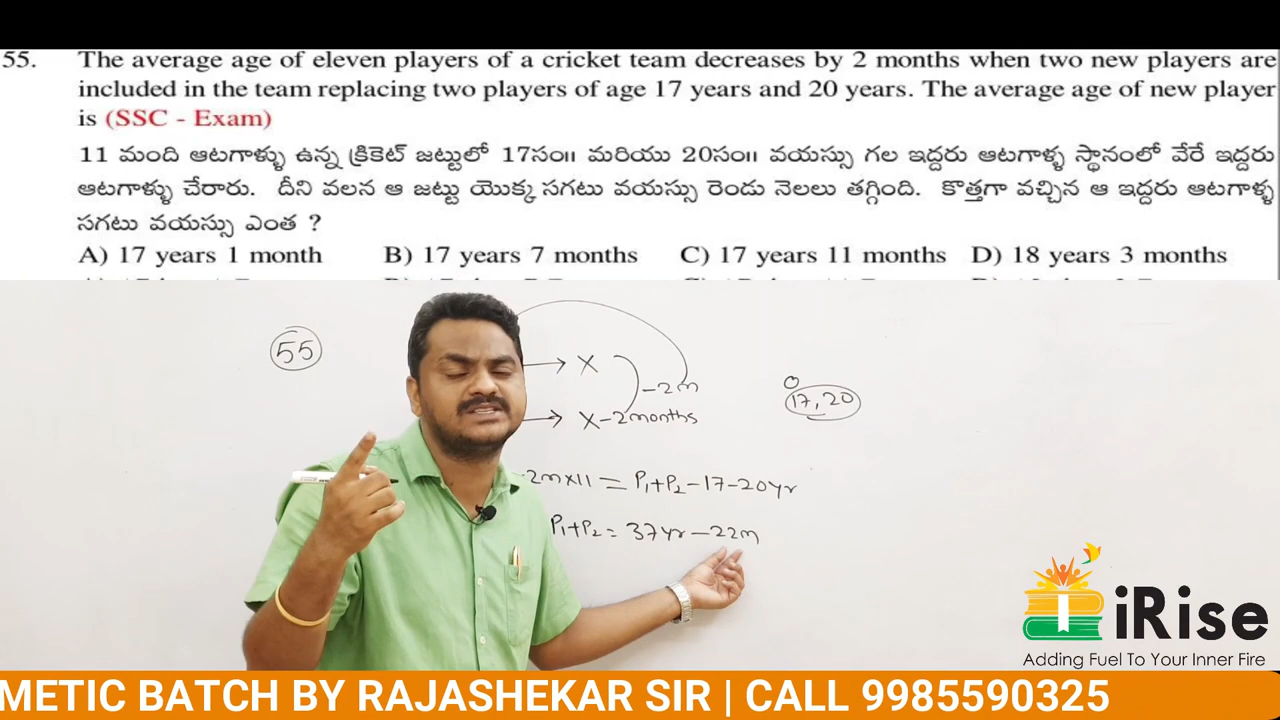 55. The average age of eleven players of a cricket team decreases by 2 months when two new players are
included in the team replacing two players of age 17 years and 20 years. The average age of new player
is (SSC - Exam)
11 మంది ఆటగాళ్ళు ఉన్న క్రికెట్ జట్టులో 17సం॥ మరియు 20సం॥ వయస్సు గల ఇద్దరు ఆటగాళ్ళ స్థానంలో వేరే ఇద్దరు
ఆటగాళ్ళు చేరారు. దీని వలన ఆ జట్టు యొక్క సగటు వయస్సు రెండు నెలలు తగ్గింది. కొత్తగా వచ్చిన ఆ ఇద్దరు ఆటగాళ్ళ
సగటు వయస్సు ఎంత ?
A) 17 years 1 month B) 17 years 7 months C) 17 years 11 months D) 18 years 3 months
55
→ X
-2m
17, 20
→ X-2months
-2m×11 = P₁+P₂-17-20yr
P₁+P₂ = 37yr-22m
iRise
Adding Fuel To Your Inner Fire
METIC BATCH BY RAJASHEKAR SIR | CALL 9985590325